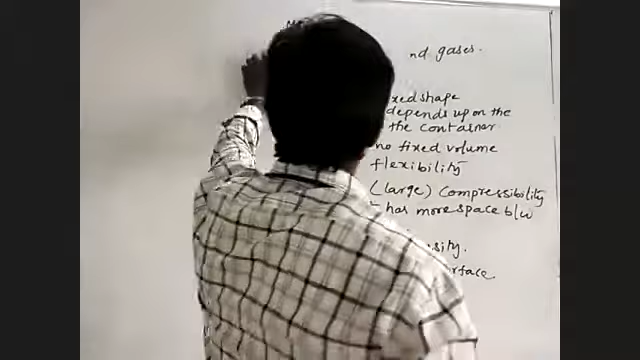 nd gases.
xed shape
depends upon the
the container
no fixed volume
flexibility
(large) compressibility
has more space b/w
sity.
rface